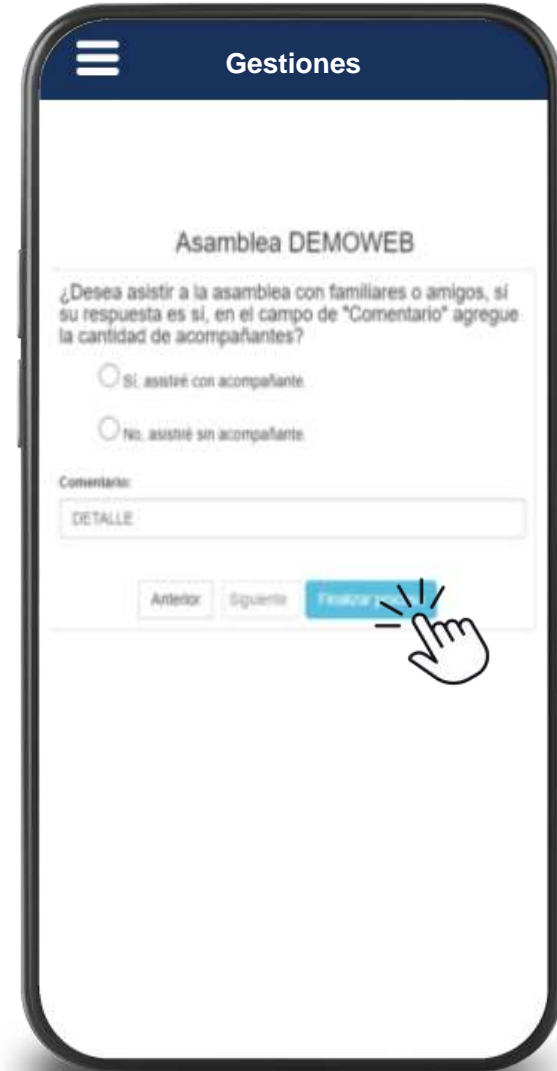 Gestiones
Asamblea DEMOWEB
¿Desea asistir a la asamblea con familiares o amigos, sí
su respuesta es sí, en el campo de "Comentario" agregue
la cantidad de acompañantes?
Sí, asistiré con acompañante.
No, asistiré sin acompañante.
Comentario:
DETALLE
Anterior
Siguiente
Finalizar